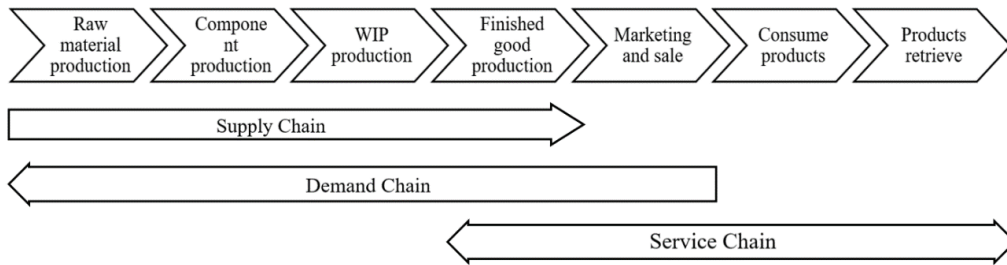 Raw
material
production
Compone
nt
production
WIP
production
Finished
good
production
Marketing
and sale
Consume
products
Products
retrieve
Supply Chain
Demand Chain
Service Chain